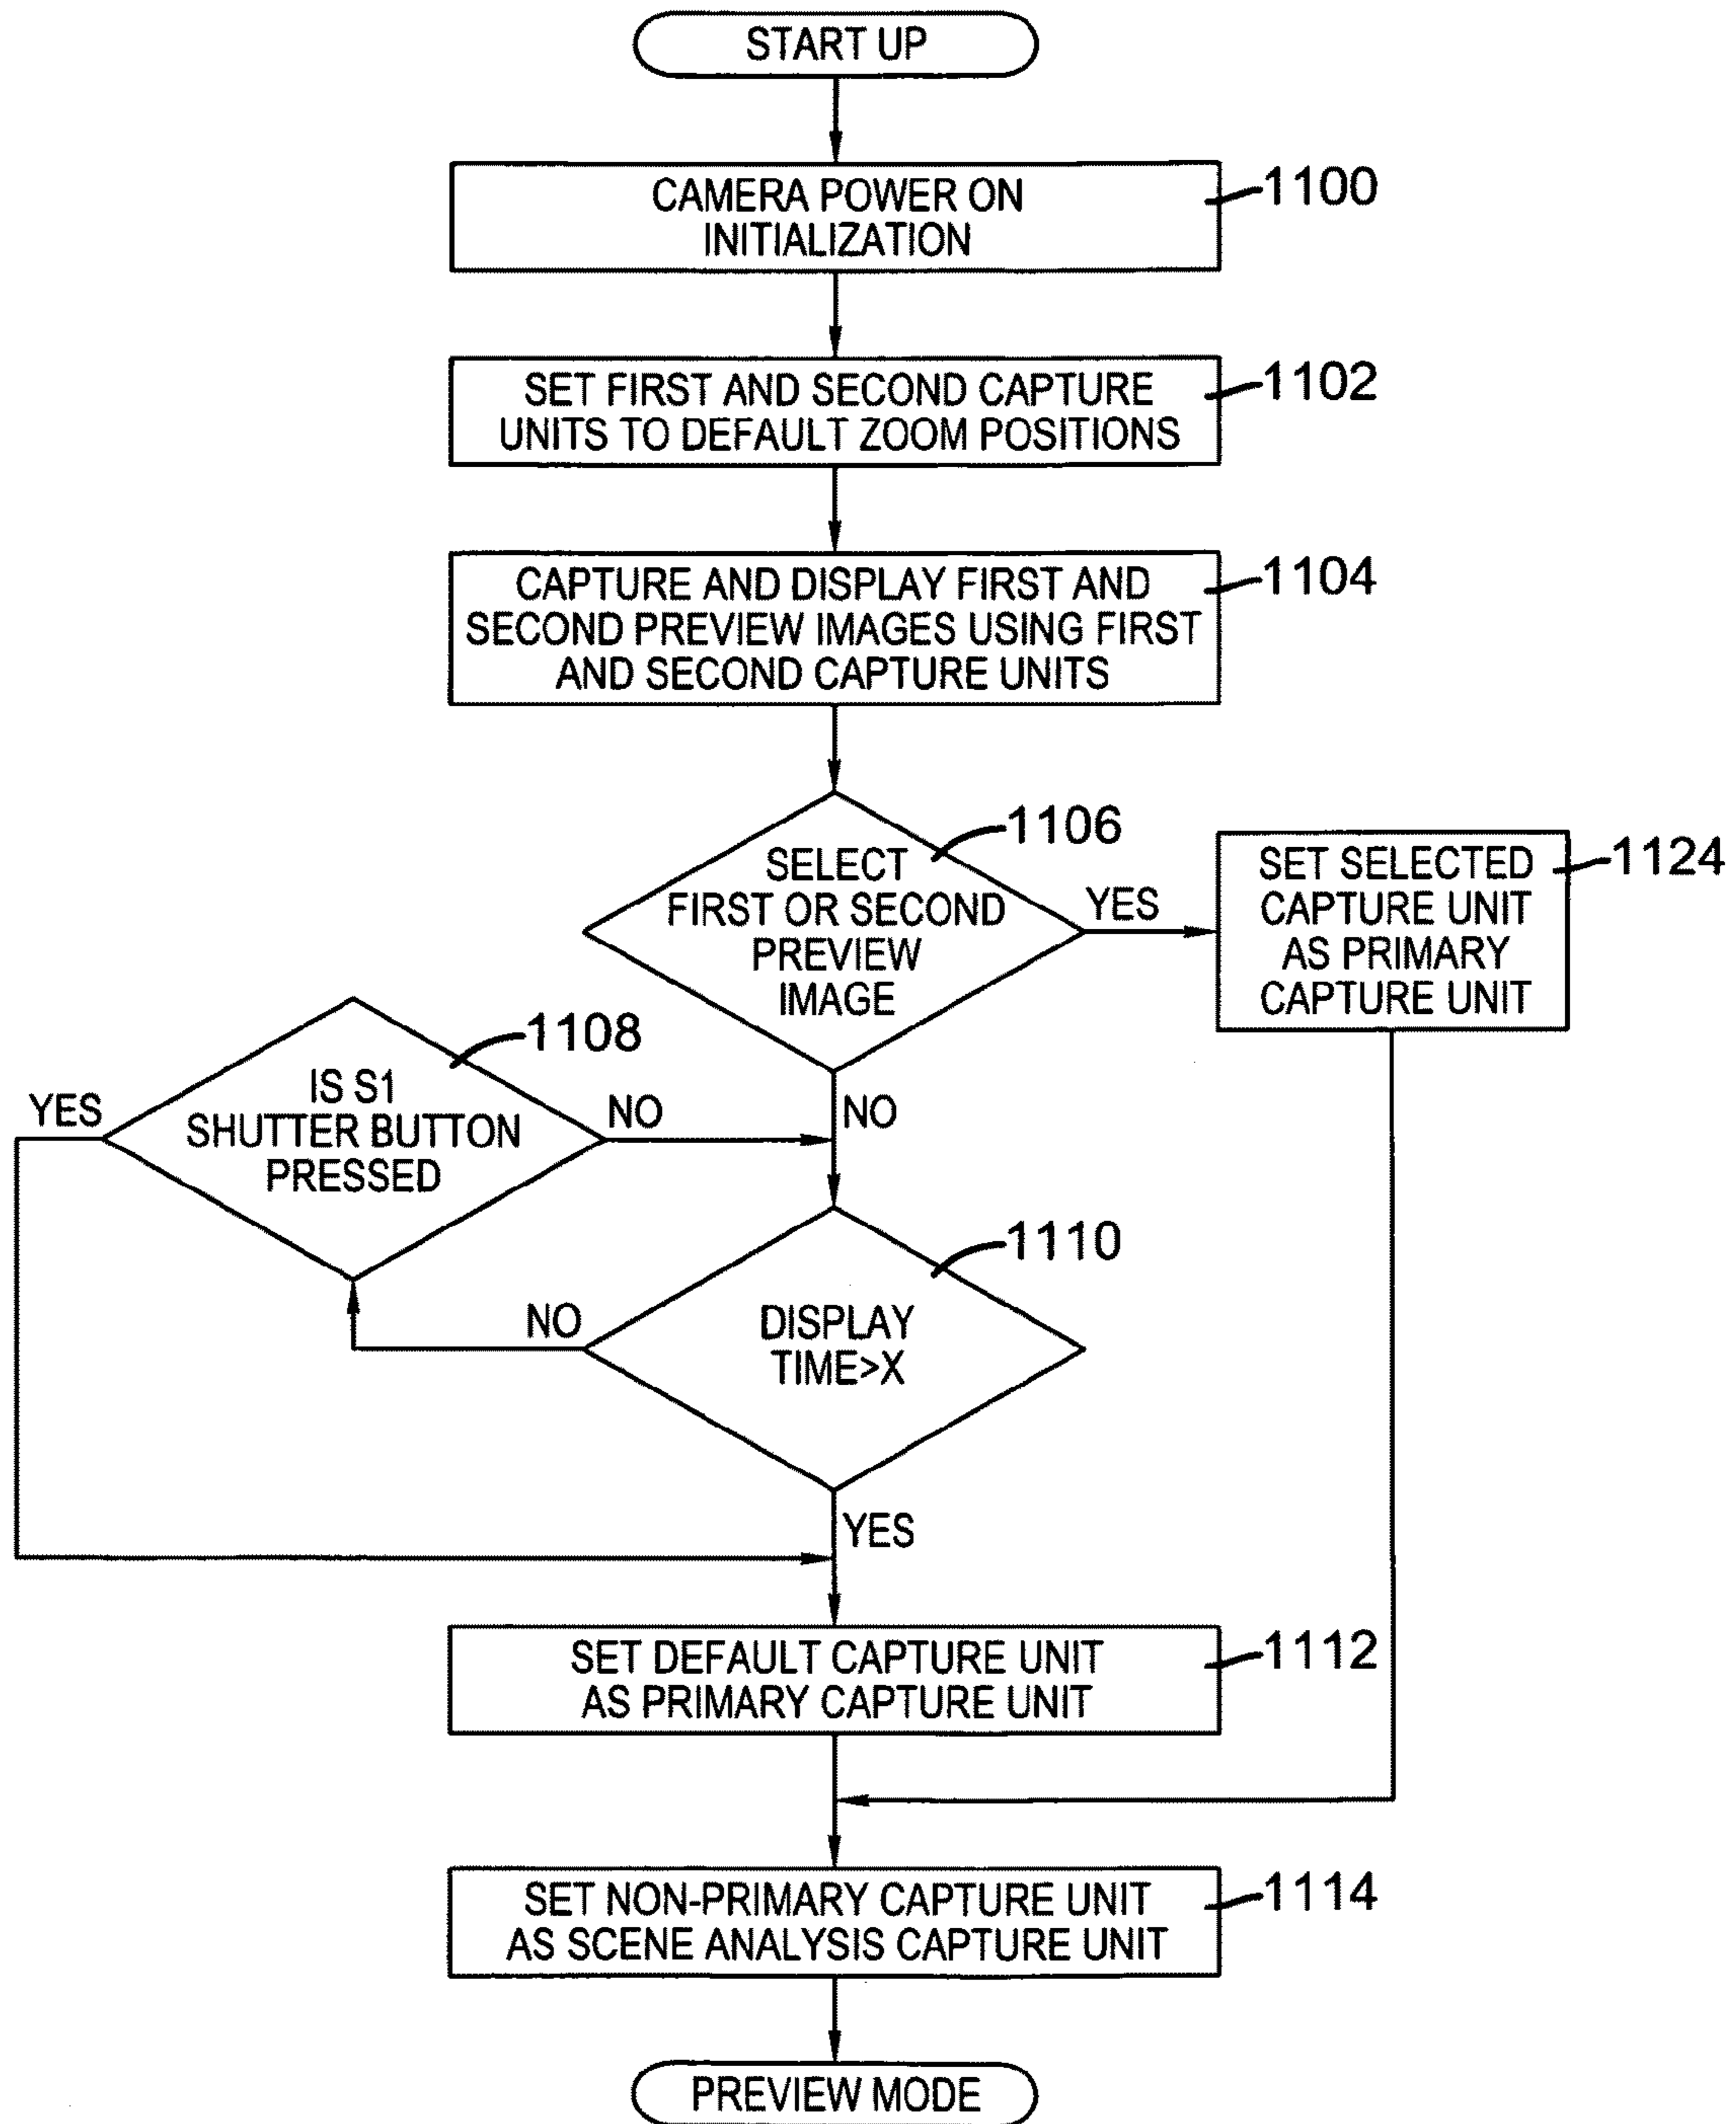 START UP
CAMERA POWER ON
INITIALIZATION
1100
SET FIRST AND SECOND CAPTURE
UNITS TO DEFAULT ZOOM POSITIONS
1102
CAPTURE AND DISPLAY FIRST AND
SECOND PREVIEW IMAGES USING FIRST
AND SECOND CAPTURE UNITS
1104
SELECT
FIRST OR SECOND
PREVIEW
IMAGE
1106
YES
SET SELECTED
CAPTURE UNIT
AS PRIMARY
CAPTURE UNIT
1124
NO
IS S1
SHUTTER BUTTON
PRESSED
1108
YES
NO
DISPLAY
TIME>X
1110
NO
YES
SET DEFAULT CAPTURE UNIT
AS PRIMARY CAPTURE UNIT
1112
SET NON-PRIMARY CAPTURE UNIT
AS SCENE ANALYSIS CAPTURE UNIT
1114
PREVIEW MODE